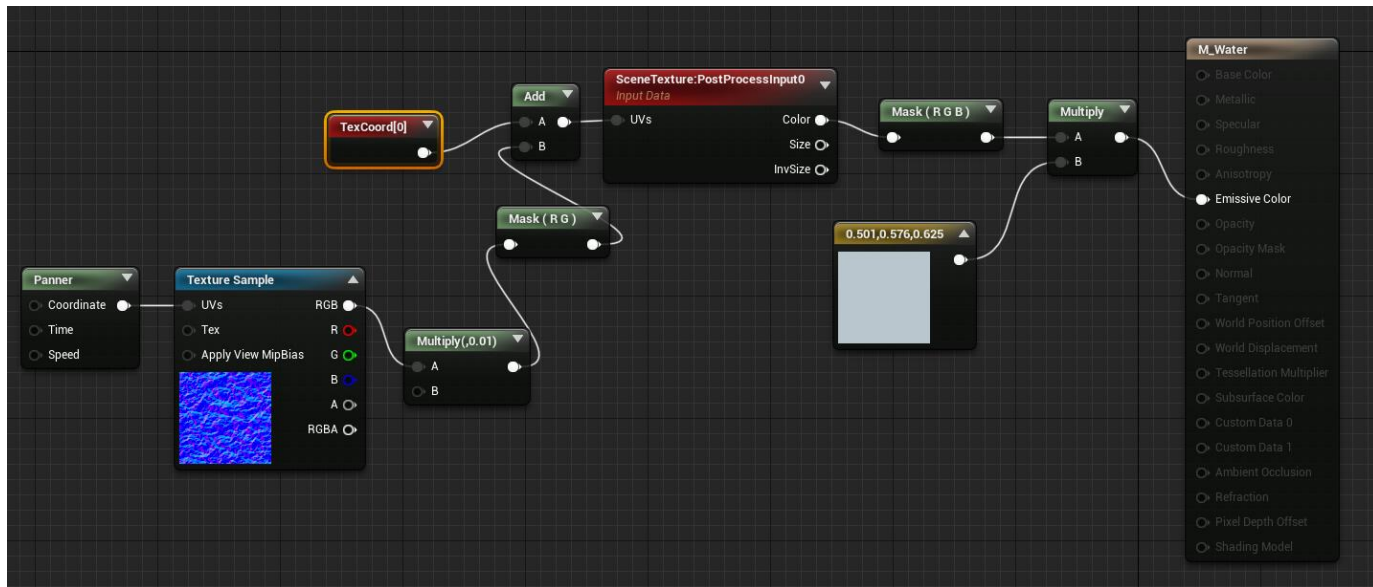 Panner
Coordinate
Time
Speed
Texture Sample
UVs
RGB
Tex
R
Apply View MipBias
G
B
A
RGBA
TexCoord[0]
Multiply(,0.01)
A
B
Mask ( R G )
Add
A
B
SceneTexture:PostProcessInput0
Input Data
UVs
Color
Size
InvSize
Mask ( R G B )
0.501,0.576,0.625
Multiply
A
B
M_Water
Base Color
Metallic
Specular
Roughness
Anisotropy
Emissive Color
Opacity
Opacity Mask
Normal
Tangent
World Position Offset
World Displacement
Tessellation Multiplier
Subsurface Color
Custom Data 0
Custom Data 1
Ambient Occlusion
Refraction
Pixel Depth Offset
Shading Model